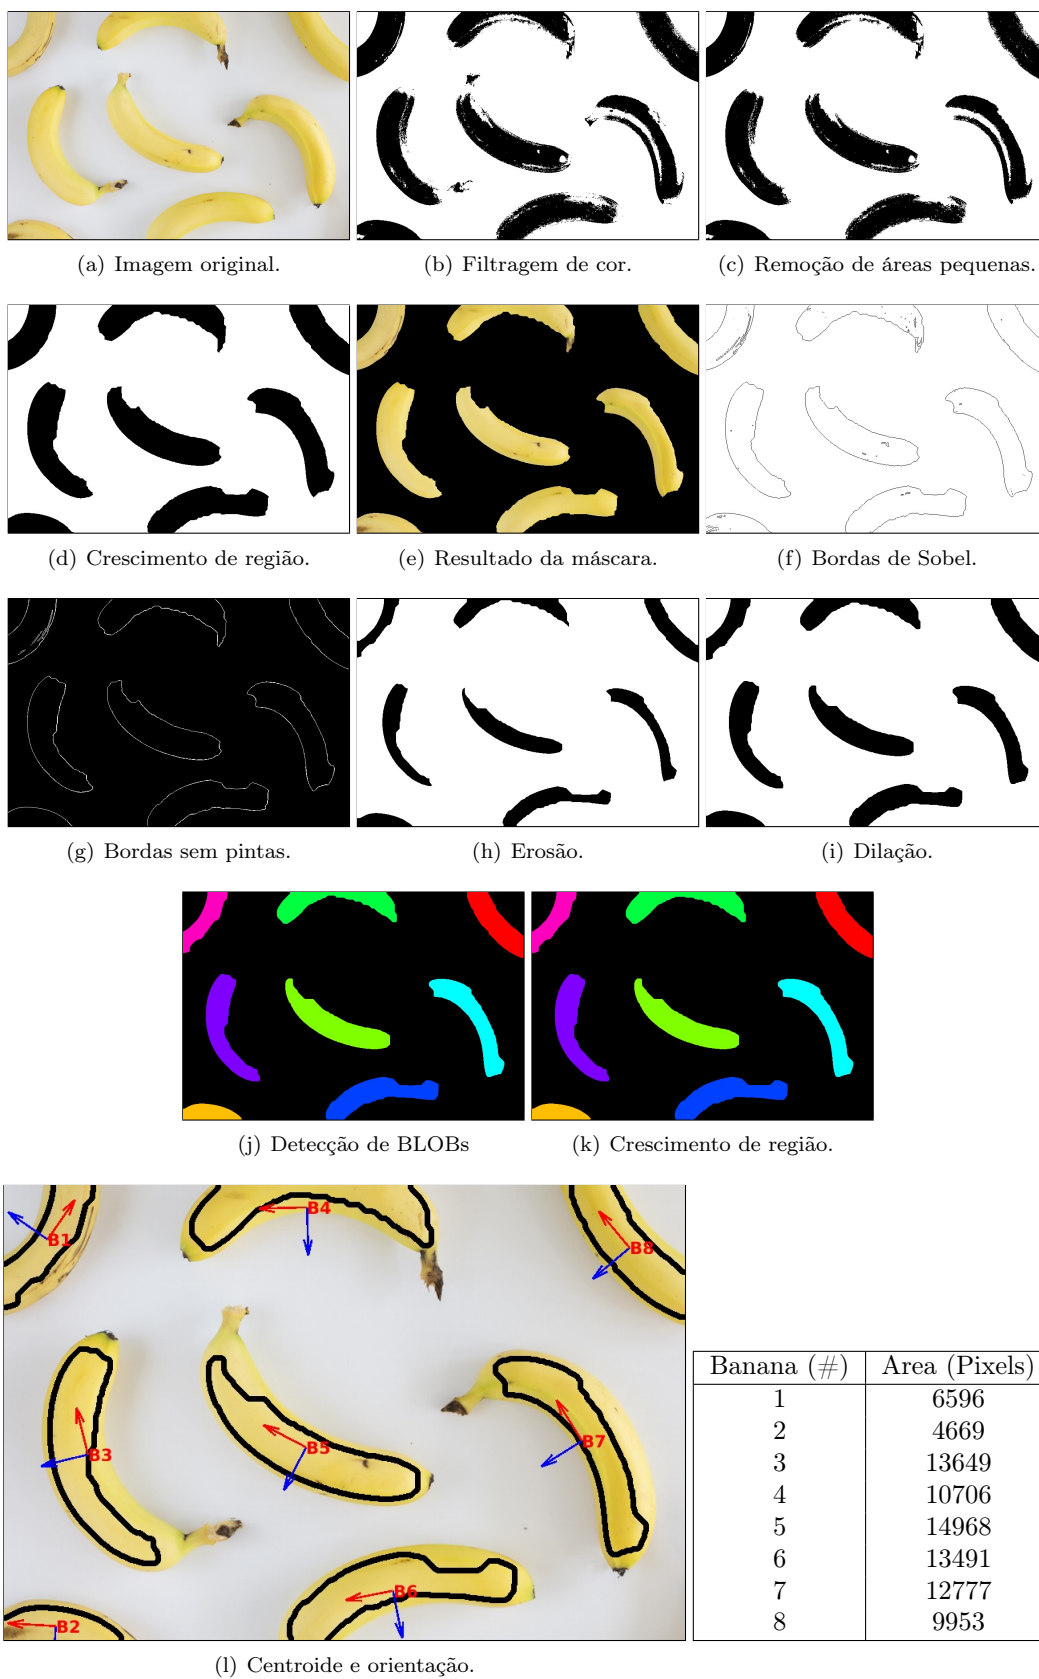 (a) Imagem original.
(b) Filtragem de cor.
(c) Remoção de áreas pequenas.
(d) Crescimento de região.
(e) Resultado da máscara.
(f) Bordas de Sobel.
(g) Bordas sem pintas.
(h) Erosão.
(i) Dilação.
(j) Detecção de BLOBs
(k) Crescimento de região.
B1
B4
B8
B3
B5
B7
B2
B6
(l) Centroide e orientação.
Banana (#) Area (Pixels)
1 6596
2 4669
3 13649
4 10706
5 14968
6 13491
7 12777
8 9953